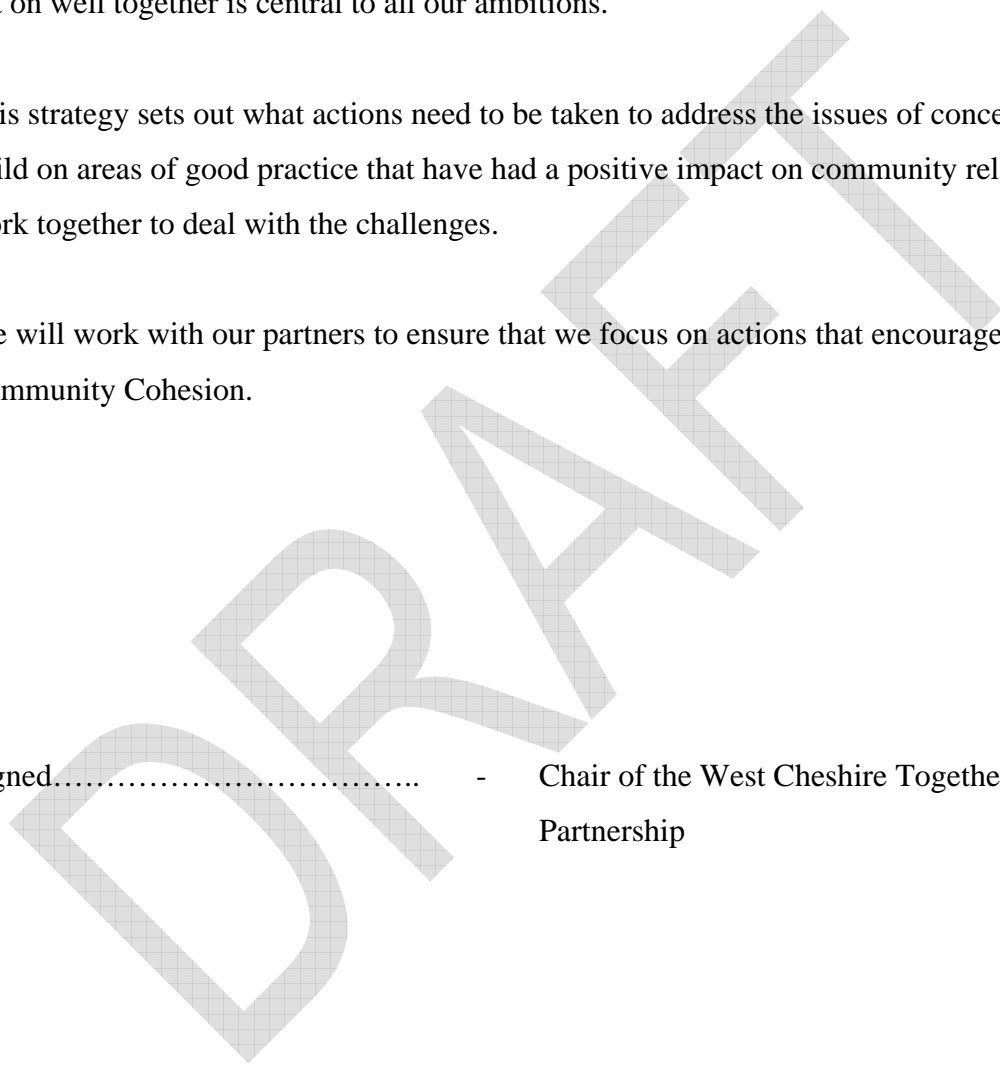 on well together is central to all our ambitions.
is strategy sets out what actions need to be taken to address the issues of conce
ild on areas of good practice that have had a positive impact on community rel
rk together to deal with the challenges.
e will work with our partners to ensure that we focus on actions that encourage
mmunity Cohesion.
gned……………………………….. - Chair of the West Cheshire Togethe
Partnership
DRAFT